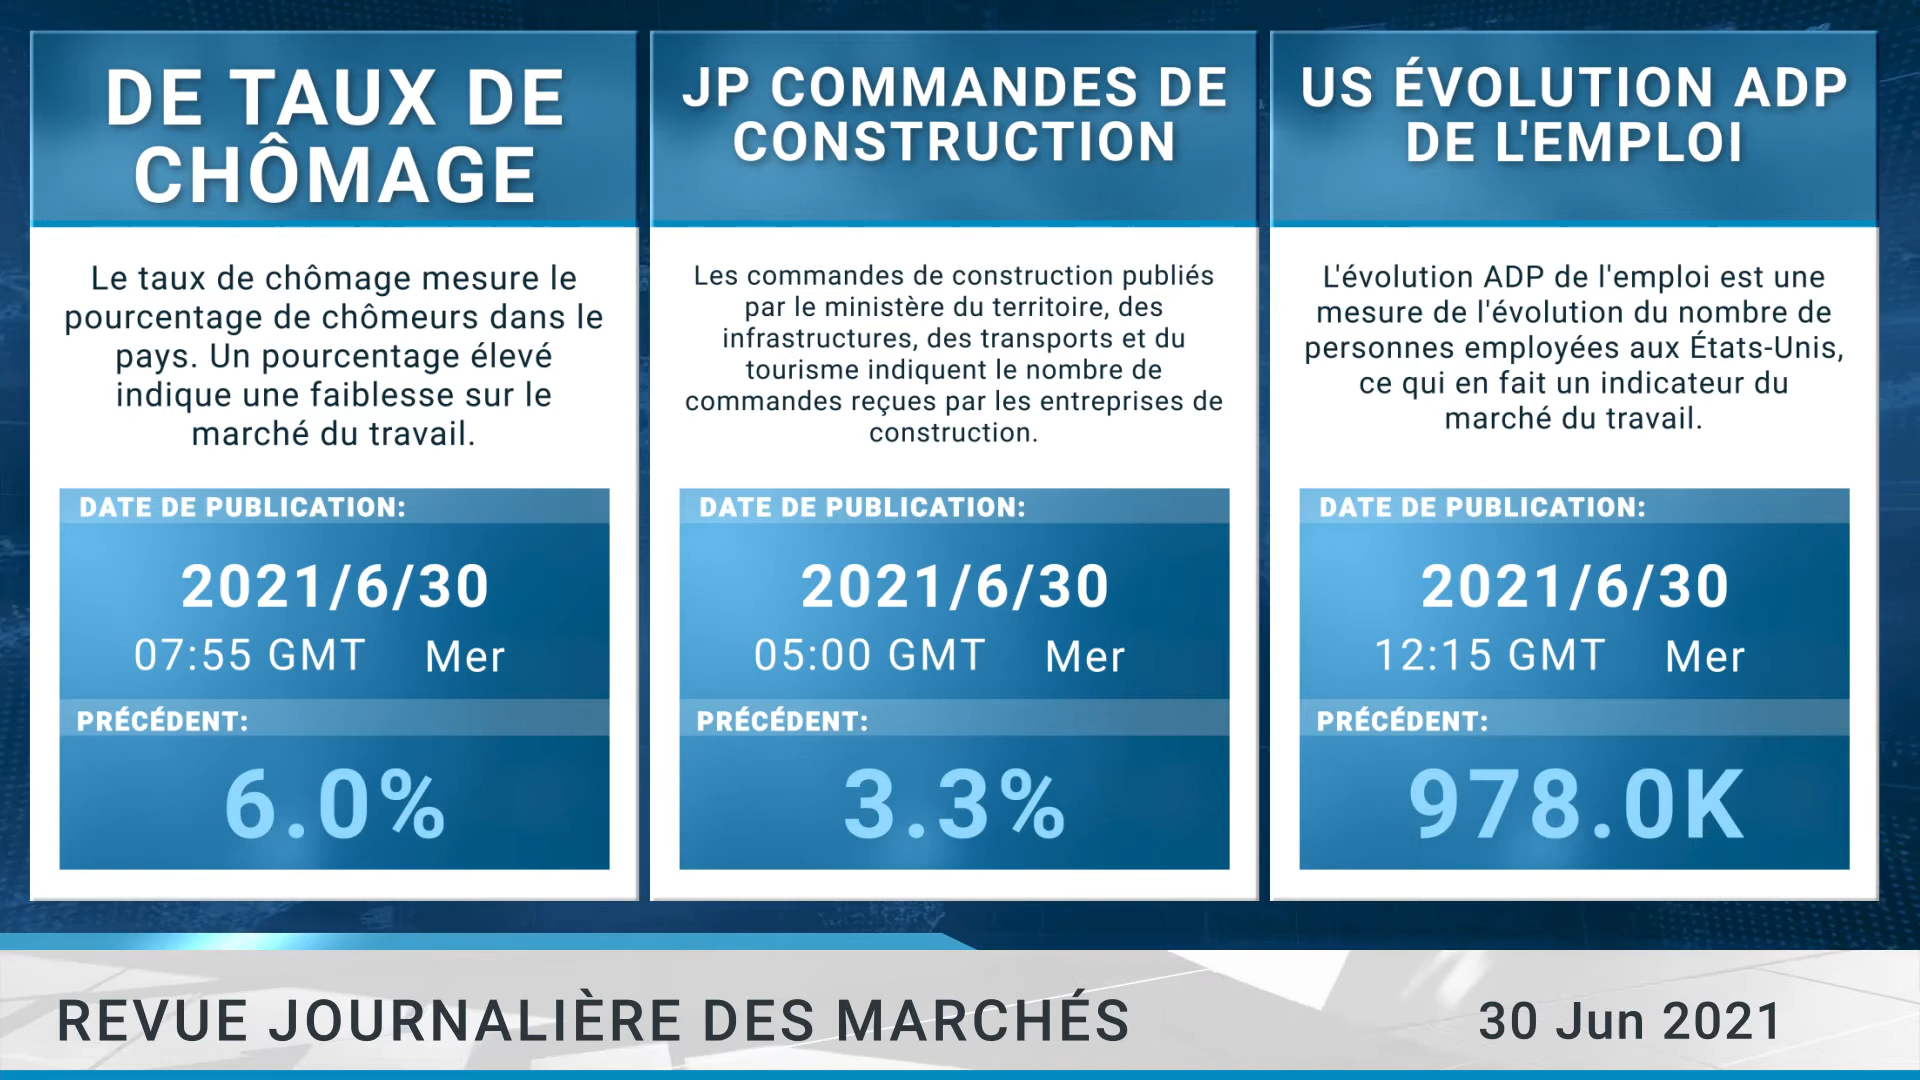 DE TAUX DE
CHÔMAGE
Le taux de chômage mesure le
pourcentage de chômeurs dans le
pays. Un pourcentage élevé
indique une faiblesse sur le
marché du travail.
DATE DE PUBLICATION:
2021/6/30
07:55 GMT Mer
PRÉCÉDENT:
6.0%
JP COMMANDES DE
CONSTRUCTION
Les commandes de construction publiés
par le ministère du territoire, des
infrastructures, des transports et du
tourisme indiquent le nombre de
commandes reçues par les entreprises de
construction.
DATE DE PUBLICATION:
2021/6/30
05:00 GMT Mer
PRÉCÉDENT:
3.3%
US ÉVOLUTION ADP
DE L'EMPLOI
L'évolution ADP de l'emploi est une
mesure de l'évolution du nombre de
personnes employées aux États-Unis,
ce qui en fait un indicateur du
marché du travail.
DATE DE PUBLICATION:
2021/6/30
12:15 GMT Mer
PRÉCÉDENT:
978.0K
REVUE JOURNALIÈRE DES MARCHÉS
30 Jun 2021